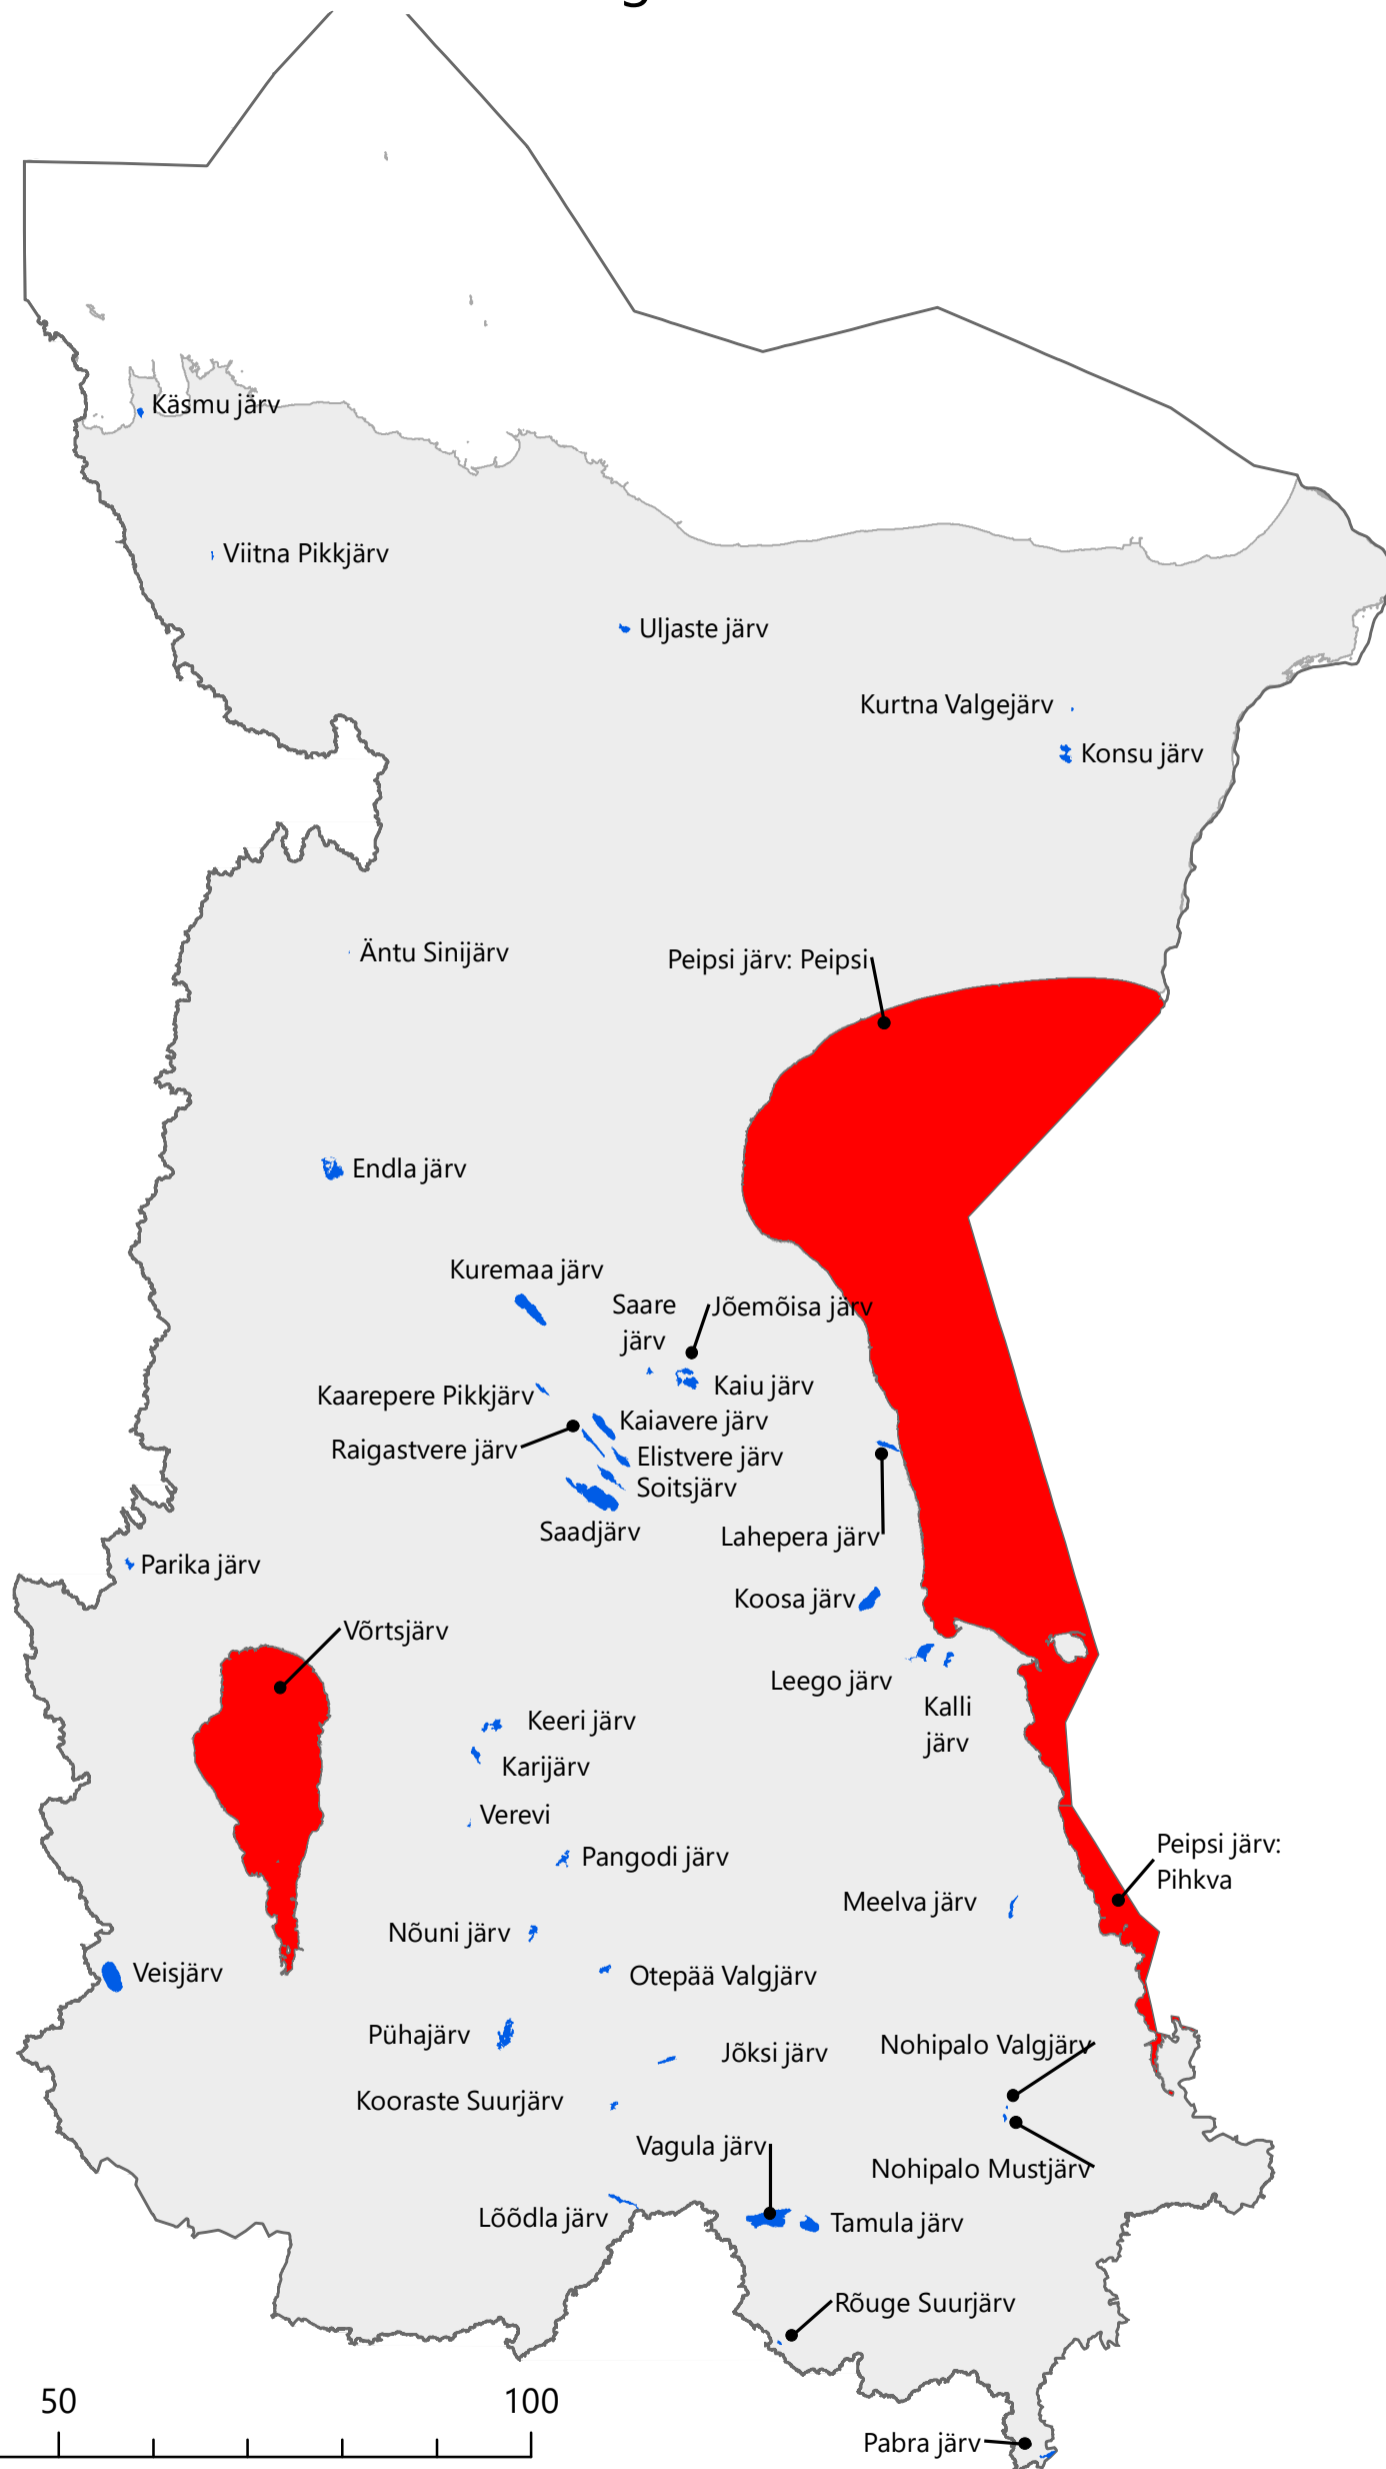 Käsmu järv
Viitna Pikkjärv
Uljaste järv
Kurtna Valgejärv
Konsu järv
Äntu Sinijärv
Peipsi järv: Peipsi
Endla järv
Kuremaa järv
Saare
järv
Jõemõisa järv
Kaiu järv
Kaarepere Pikkjärv
Kaiavere järv
Raigastvere järv
Elistvere järv
Soitsjärv
Saadjärv
Lahepera järv
Parika järv
Koosa järv
Võrtsjärv
Leego järv
Kalli
järv
Keeri järv
Karijärv
Verevi
Pangodi järv
Peipsi järv:
Pihkva
Meelva järv
Nõuni järv
Veisjärv
Otepää Valgjärv
Pühajärv
Jõksi järv
Nohipalo Valgjärv
Kooraste Suurjärv
Vagula järv
Nohipalo Mustjärv
Lõõdla järv
Tamula järv
Rõuge Suurjärv
50
100
Pabra järv